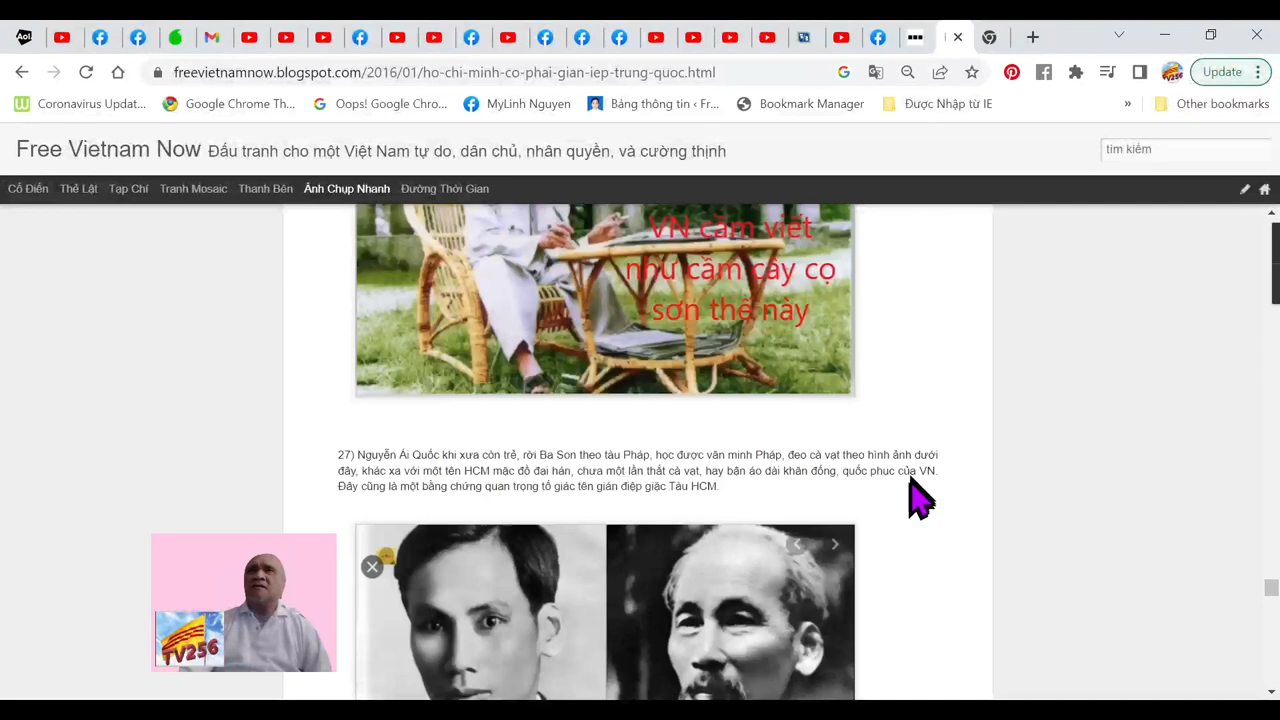 freevietnamnow.blogspot.com/2016/01/ho-chi-minh-co-phai-gian-iep-trung-quoc.html
Update
Coronavirus Updat...
Google Chrome Th...
Oops! Google Chro...
MyLinh Nguyen
Bảng thông tin ‹ Fr...
Bookmark Manager
Được Nhập từ IE
»
Other bookmarks
Free Vietnam Now Đấu tranh cho một Việt Nam tự do, dân chủ, nhân quyền, và cường thịnh
tìm kiếm
Cổ Điển Thẻ Lật Tạp Chí Tranh Mosaic Thanh Bên Ảnh Chụp Nhanh Đường Thời Gian
VN cầm viết
như cầm cây cọ
sơn thế này
27) Nguyễn Ái Quốc khi xưa còn trẻ, rời Ba Son theo tàu Pháp, học được văn minh Pháp, đeo cà vạt theo hình ảnh dưới
đây, khác xa với một tên HCM mặc đồ đại hán, chưa một lần thắt cà vạt, hay bận áo dài khăn đống, quốc phục của VN.
Đây cũng là một bằng chứng quan trọng tố giác tên gián điệp giặc Tàu HCM.
TV256